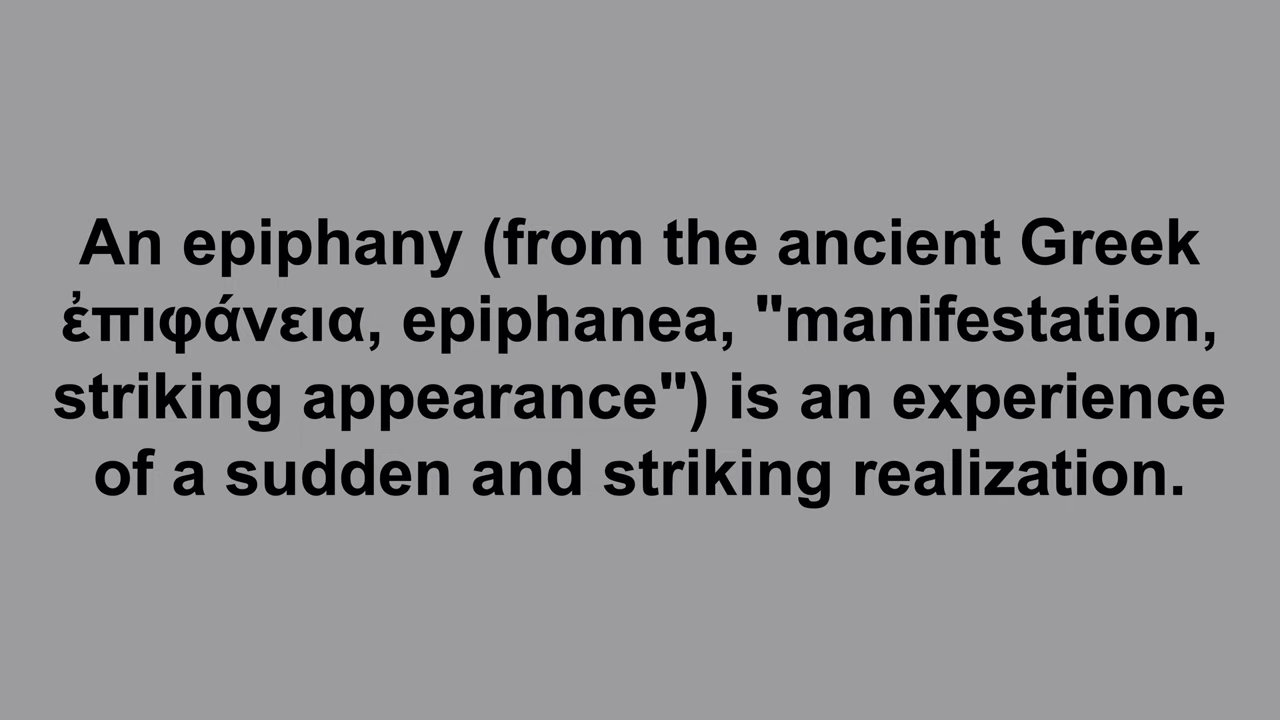 An epiphany (from the ancient Greek
ἐπιφάνεια, epiphanea, "manifestation,
striking appearance") is an experience
of a sudden and striking realization.